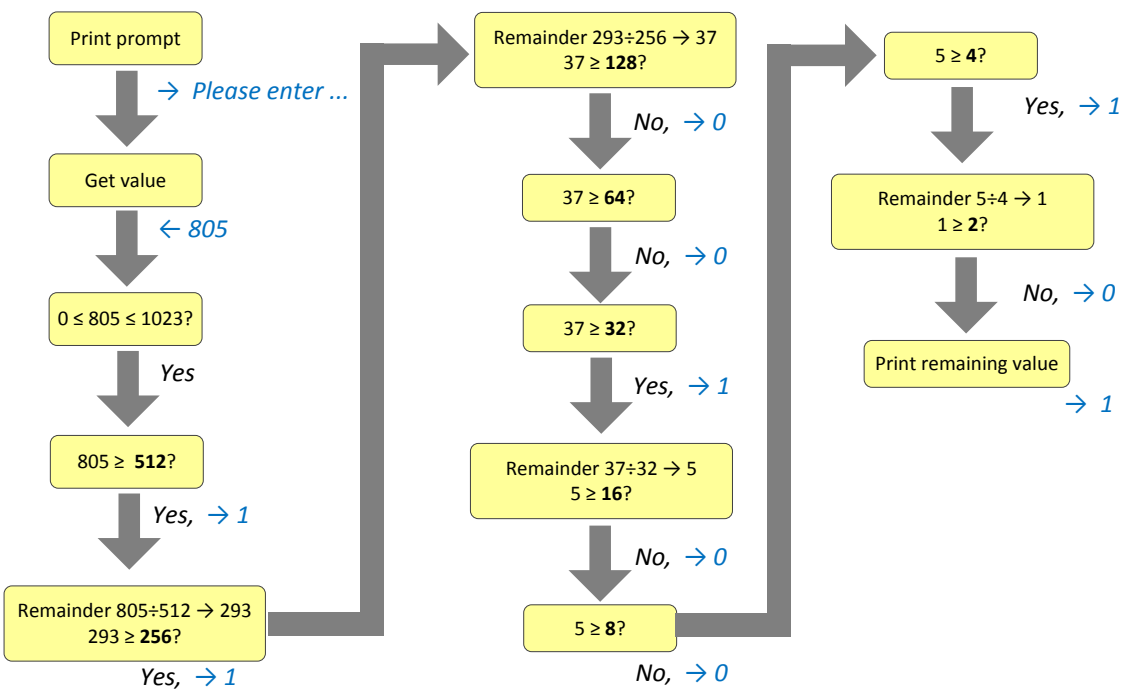 Print prompt
→ Please enter ...
Get value
← 805
0 ≤ 805 ≤ 1023?
Yes
805 ≥ 512?
Yes, → 1
Remainder 805÷512 → 293
293 ≥ 256?
Yes, → 1
Remainder 293÷256 → 37
37 ≥ 128?
No, → 0
37 ≥ 64?
No, → 0
37 ≥ 32?
Yes, → 1
Remainder 37÷32 → 5
5 ≥ 16?
No, → 0
5 ≥ 8?
No, → 0
5 ≥ 4?
Yes, → 1
Remainder 5÷4 → 1
1 ≥ 2?
No, → 0
Print remaining value
→ 1